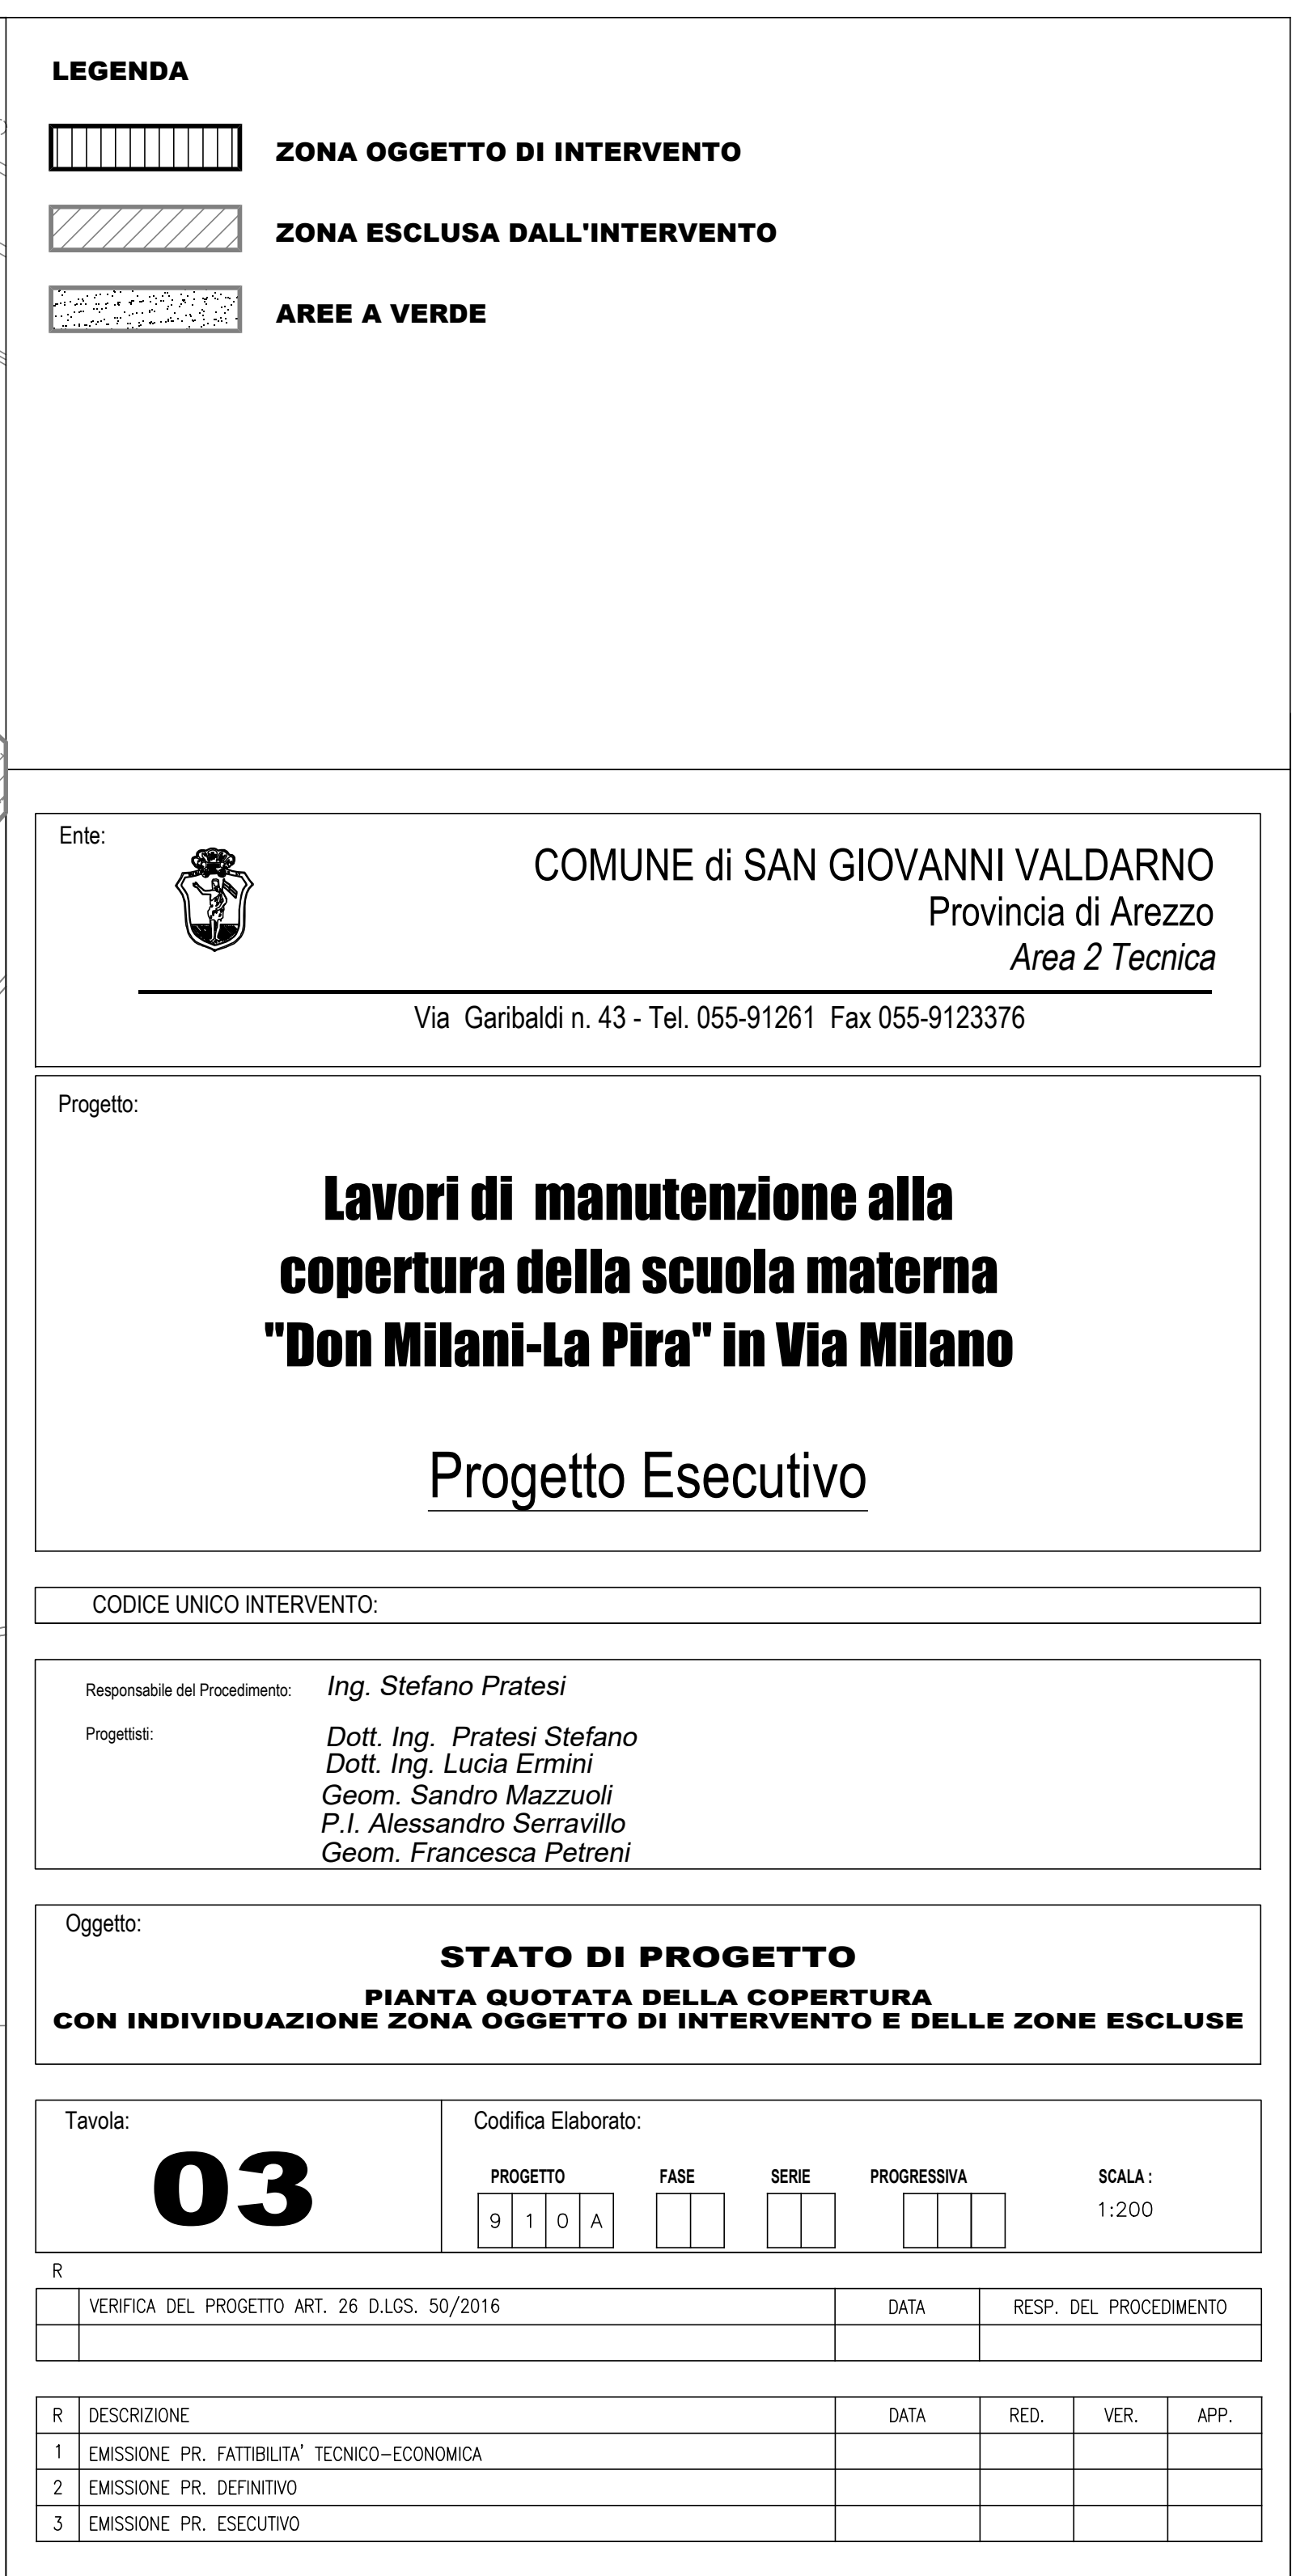 LEGENDA
ZONA OGGETTO DI INTERVENTO
ZONA ESCLUSA DALL'INTERVENTO
AREE A VERDE
Ente:
COMUNE di SAN GIOVANNI VALDARNO
Provincia di Arezzo
Area 2 Tecnica
Via Garibaldi n. 43 - Tel. 055-91261 Fax 055-9123376
Progetto:
Lavori di manutenzione alla
copertura della scuola materna
"Don Milani-La Pira" in Via Milano
Progetto Esecutivo
CODICE UNICO INTERVENTO:
Responsabile del Procedimento: Ing. Stefano Pratesi
Progettisti: Dott. Ing. Pratesi Stefano
Dott. Ing. Lucia Ermini
Geom. Sandro Mazzuoli
P.I. Alessandro Serravillo
Geom. Francesca Petreni
Oggetto:
STATO DI PROGETTO
PIANTA QUOTATA DELLA COPERTURA
CON INDIVIDUAZIONE ZONA OGGETTO DI INTERVENTO E DELLE ZONE ESCLUSE
Tavola:
03
Codifica Elaborato:
PROGETTO FASE SERIE PROGRESSIVA SCALA :
9 1 0 A 1:200
R
VERIFICA DEL PROGETTO ART. 26 D.LGS. 50/2016 DATA RESP. DEL PROCEDIMENTO
R DESCRIZIONE DATA RED. VER. APP.
1 EMISSIONE PR. FATTIBILITA' TECNICO-ECONOMICA
2 EMISSIONE PR. DEFINITIVO
3 EMISSIONE PR. ESECUTIVO